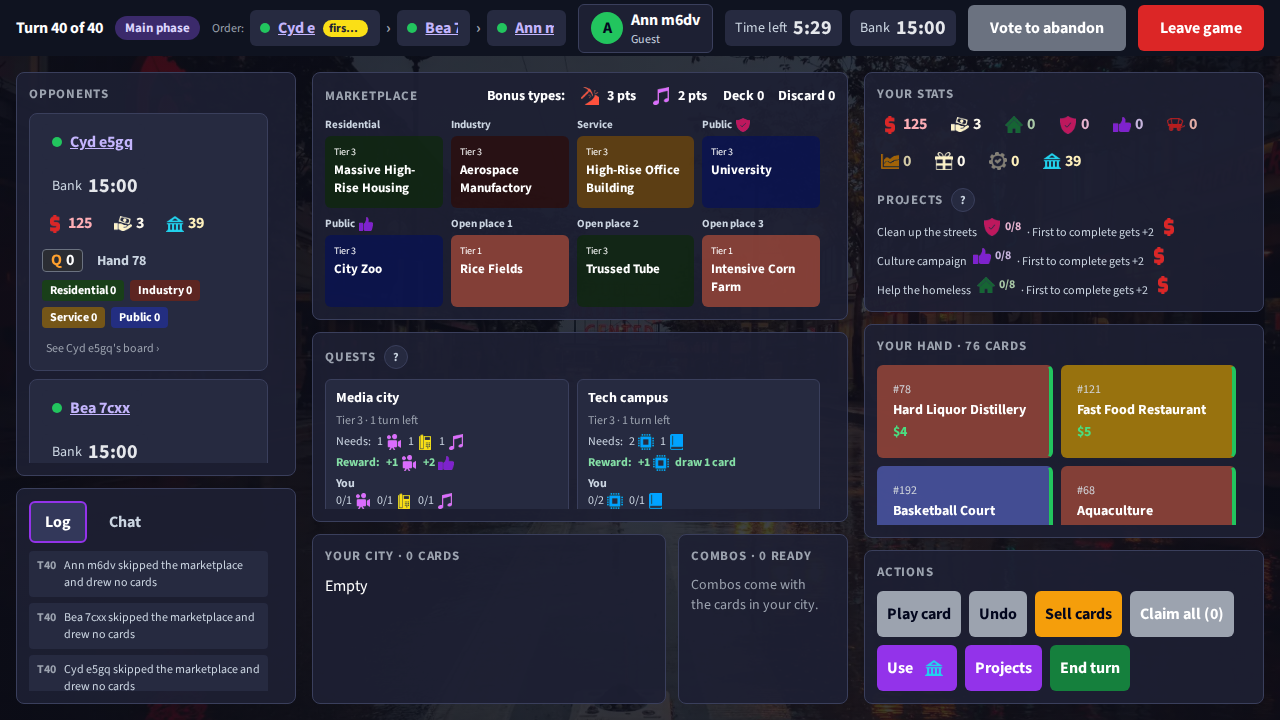 Turn 40 of 40 Main phase Order: Cyd e firs... › Bea 7 › Ann m A Ann m6dv Guest Time left 5:29 Bank 15:00 Vote to abandon Leave game
OPPONENTS
Cyd e5gq
Bank 15:00
125 3 39
Q 0 Hand 78
Residential 0 Industry 0
Service 0 Public 0
See Cyd e5gq's board ›
Bea 7cxx
Bank 15:00
Log Chat
T40 Ann m6dv skipped the marketplace
and drew no cards
T40 Bea 7cxx skipped the marketplace and
drew no cards
T40 Cyd e5gq skipped the marketplace and
drew no cards
MARKETPLACE Bonus types: 3 pts 2 pts Deck 0 Discard 0
Residential Industry Service Public
Tier 3 Tier 3 Tier 3 Tier 3
Massive High- Aerospace High-Rise Office University
Rise Housing Manufactory Building
Public Open place 1 Open place 2 Open place 3
Tier 3 Tier 1 Tier 3 Tier 1
City Zoo Rice Fields Trussed Tube Intensive Corn
Farm
QUESTS ?
Media city Tech campus
Tier 3 · 1 turn left Tier 3 · 1 turn left
Needs: 1 1 1 Needs: 2 1
Reward: +1 +2 Reward: +1 draw 1 card
You You
0/1 0/1 0/1 0/2 0/1
YOUR CITY · 0 CARDS
Empty
COMBOS · 0 READY
Combos come with
the cards in your city.
YOUR STATS
125 3 0 0 0 0
0 0 0 39
PROJECTS ?
Clean up the streets 0/8 · First to complete gets +2
Culture campaign 0/8 · First to complete gets +2
Help the homeless 0/8 · First to complete gets +2
YOUR HAND · 76 CARDS
#78 #121
Hard Liquor Distillery Fast Food Restaurant
$4 $5
#192 #68
Basketball Court Aquaculture
ACTIONS
Play card Undo Sell cards Claim all (0)
Use Projects End turn